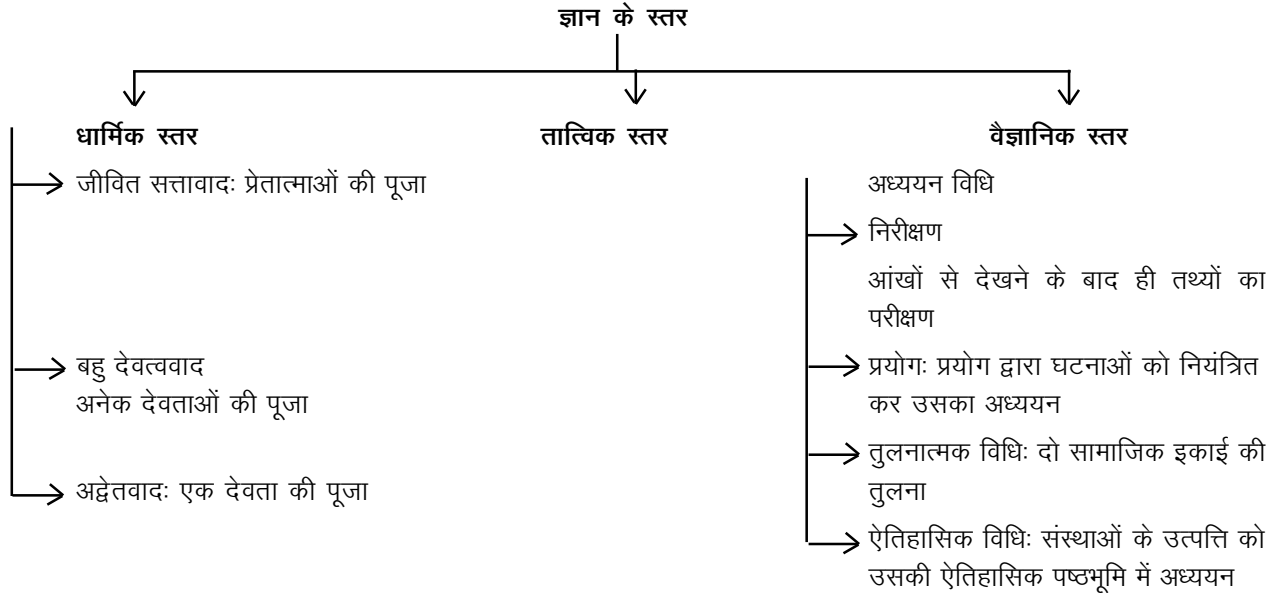 ज्ञान के स्तर
धार्मिक स्तर
जीवित सत्तावादः प्रेतात्माओं की पूजा
बहु देवत्ववाद
अनेक देवताओं की पूजा
अद्वेतवादः एक देवता की पूजा
तात्विक स्तर
वैज्ञानिक स्तर
अध्ययन विधि
निरीक्षण
आंखों से देखने के बाद ही तथ्यों का
परीक्षण
प्रयोगः प्रयोग द्वारा घटनाओं को नियंत्रित
कर उसका अध्ययन
तुलनात्मक विधिः दो सामाजिक इकाई की
तुलना
ऐतिहासिक विधिः संस्थाओं के उत्पत्ति को
उसकी ऐतिहासिक पष्ठभूमि में अध्ययन